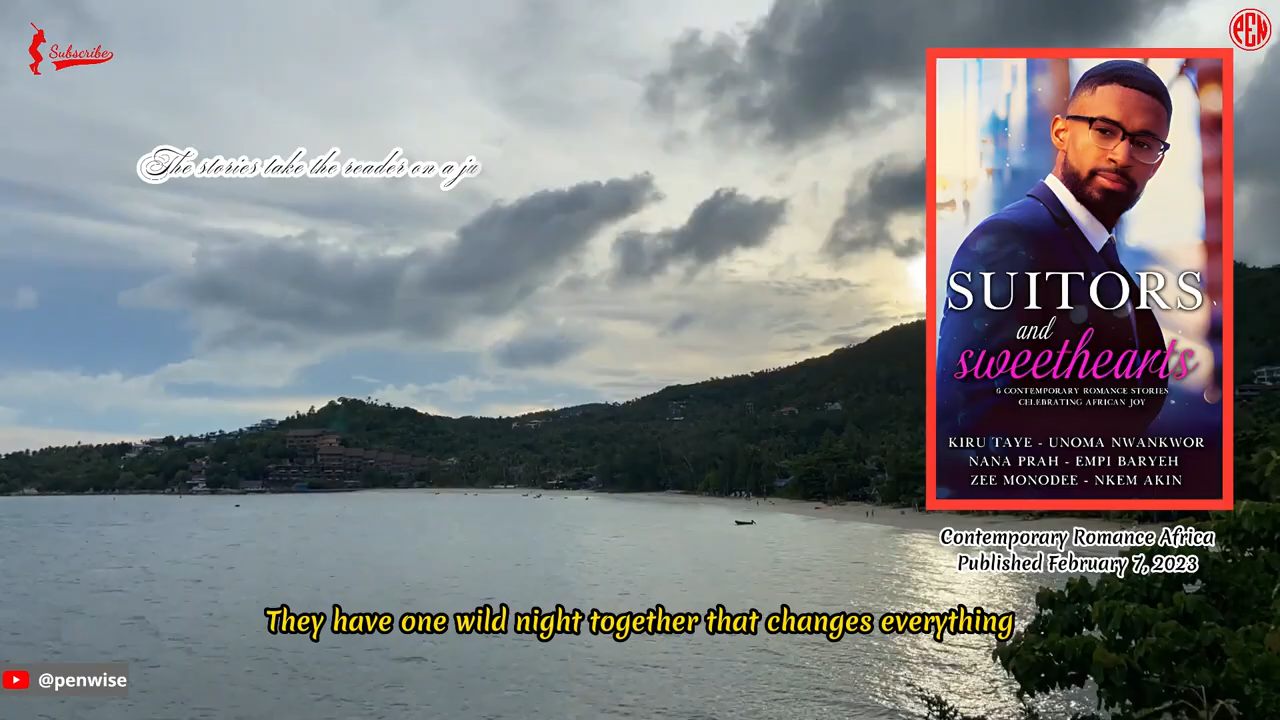 Subscribe
PEN
The stories take the reader on a ju
SUITORS
and
sweethearts
6 CONTEMPORARY ROMANCE STORIES
CELEBRATING AFRICAN JOY
KIRU TAYE - UNOMA NWANKWOR
NANA PRAH - EMPI BARYEH
ZEE MONODEE - NKEM AKIN
Contemporary Romance Africa
Published February 7, 2023
They have one wild night together that changes everything
@penwise